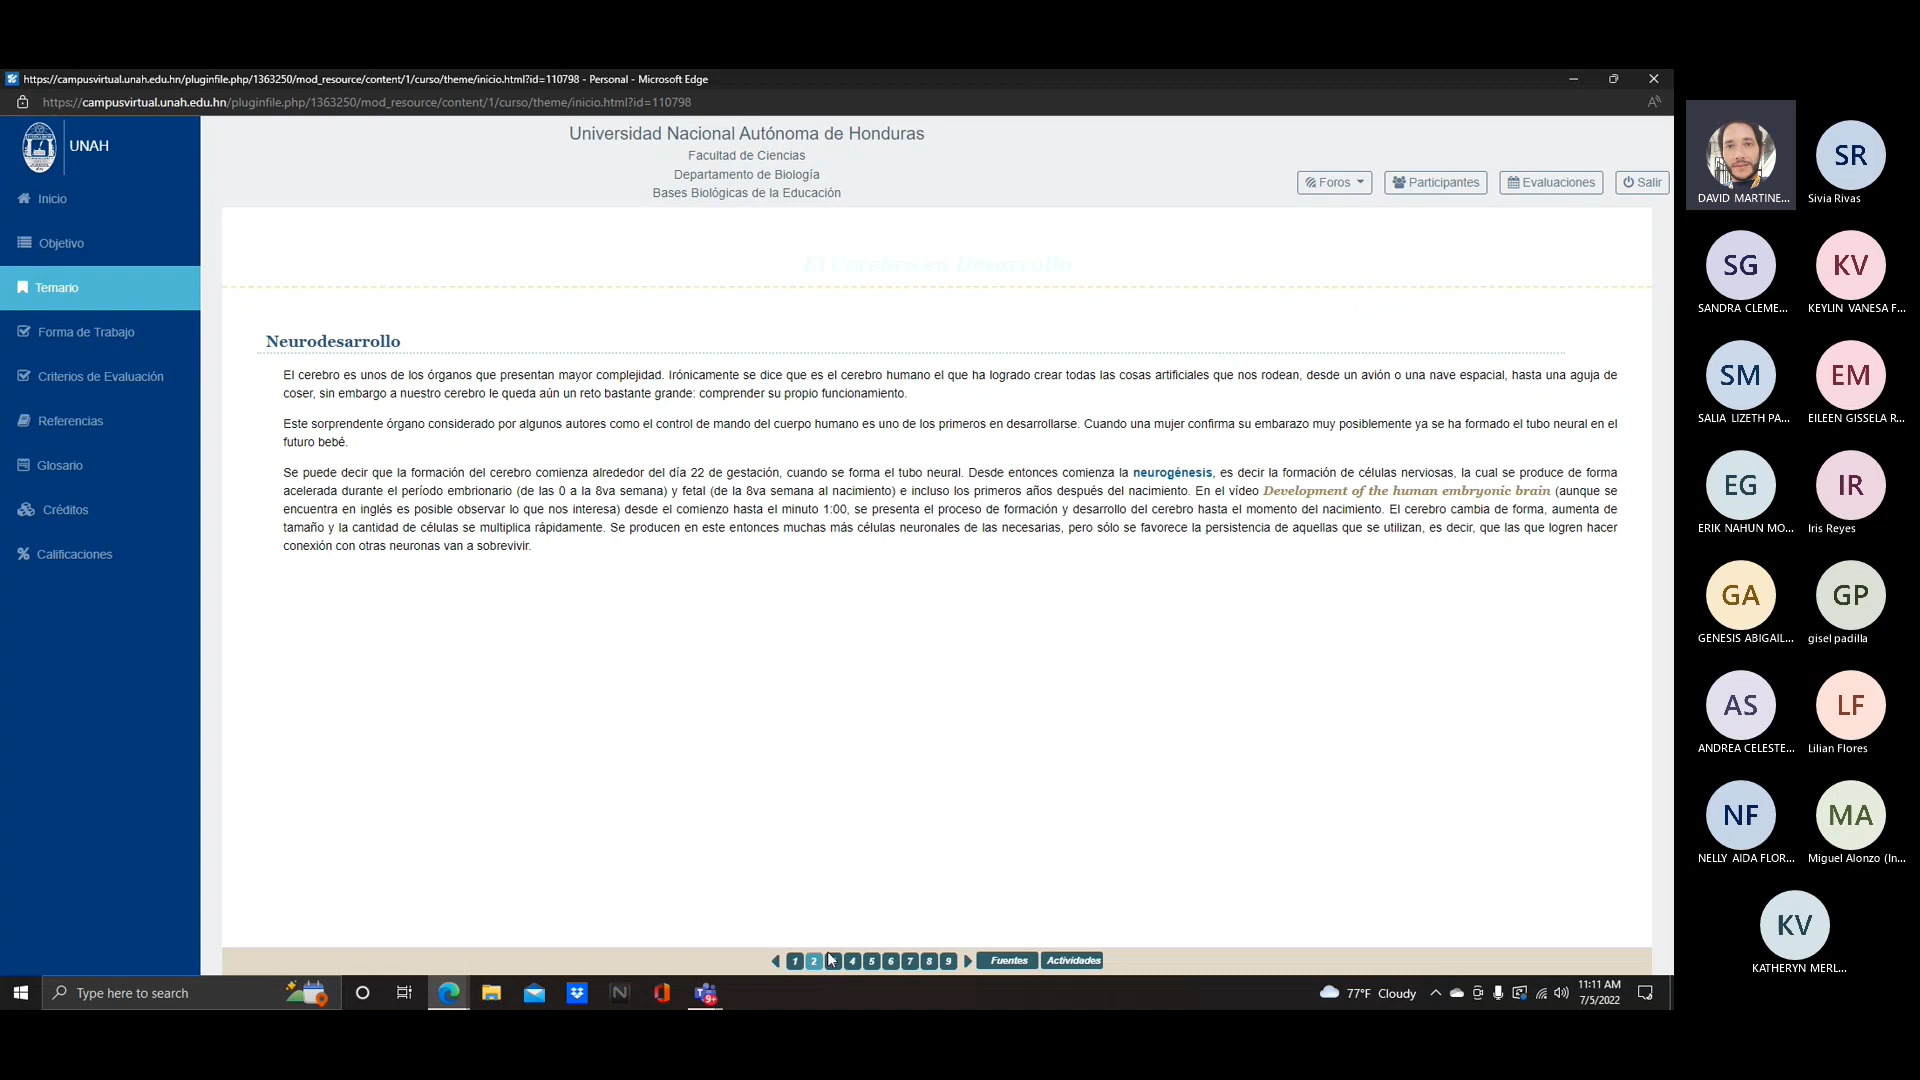 https://campusvirtual.unah.edu.hn/pluginfile.php/1363250/mod_resource/content/1/curso/theme/inicio.html?id=110798 - Personal - Microsoft Edge
https://campusvirtual.unah.edu.hn/pluginfile.php/1363250/mod_resource/content/1/curso/theme/inicio.html?id=110798
UNAH
Inicio
Objetivo
Temario
Forma de Trabajo
Criterios de Evaluación
Referencias
Glosario
Créditos
Calificaciones
Universidad Nacional Autónoma de Honduras
Facultad de Ciencias
Departamento de Biología
Bases Biológicas de la Educación
Foros
Participantes
Evaluaciones
Salir
El Cerebro en Desarrollo
Neurodesarrollo
El cerebro es unos de los órganos que presentan mayor complejidad. Irónicamente se dice que es el cerebro humano el que ha logrado crear todas las cosas artificiales que nos rodean, desde un avión o una nave espacial, hasta una aguja de
coser, sin embargo a nuestro cerebro le queda aún un reto bastante grande: comprender su propio funcionamiento.
Este sorprendente órgano considerado por algunos autores como el control de mando del cuerpo humano es uno de los primeros en desarrollarse. Cuando una mujer confirma su embarazo muy posiblemente ya se ha formado el tubo neural en el
futuro bebé.
Se puede decir que la formación del cerebro comienza alrededor del día 22 de gestación, cuando se forma el tubo neural. Desde entonces comienza la neurogénesis, es decir la formación de células nerviosas, la cual se produce de forma
acelerada durante el período embrionario (de las 0 a la 8va semana) y fetal (de la 8va semana al nacimiento) e incluso los primeros años después del nacimiento. En el vídeo Development of the human embryonic brain (aunque se
encuentra en inglés es posible observar lo que nos interesa) desde el comienzo hasta el minuto 1:00, se presenta el proceso de formación y desarrollo del cerebro hasta el momento del nacimiento. El cerebro cambia de forma, aumenta de
tamaño y la cantidad de células se multiplica rápidamente. Se producen en este entonces muchas más células neuronales de las necesarias, pero sólo se favorece la persistencia de aquellas que se utilizan, es decir, que las que logren hacer
conexión con otras neuronas van a sobrevivir.
1 2 4 5 6 7 8 9 Fuentes Actividades
Type here to search
9+
77°F Cloudy
11:11 AM
7/5/2022
DAVID MARTINE...
SR
Sivia Rivas
SG
SANDRA CLEME...
KV
KEYLIN VANESA F...
SM
SALIA LIZETH PA...
EM
EILEEN GISSELA R...
EG
ERIK NAHUN MO...
IR
Iris Reyes
GA
GENESIS ABIGAIL...
GP
gisel padilla
AS
ANDREA CELESTE...
LF
Lilian Flores
NF
NELLY AIDA FLOR...
MA
Miguel Alonzo (In...
KV
KATHERYN MERL...